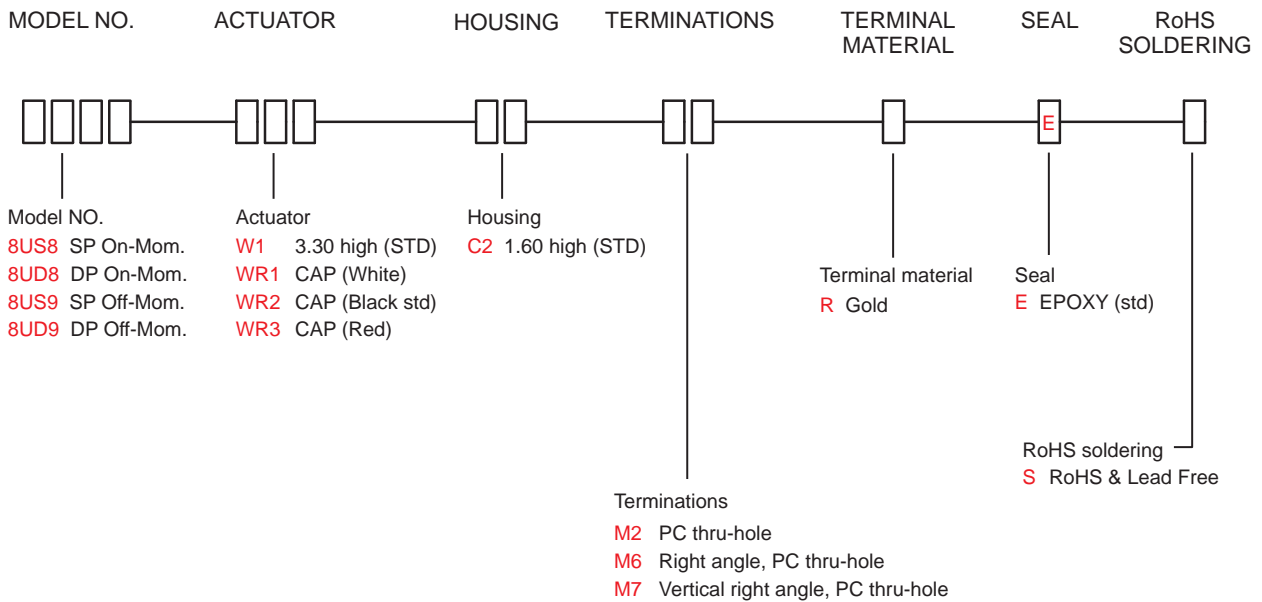 MODEL NO. ACTUATOR HOUSING TERMINATIONS TERMINAL MATERIAL SEAL RoHS SOLDERING
E
Model NO.
8US8 SP On-Mom.
8UD8 DP On-Mom.
8US9 SP Off-Mom.
8UD9 DP Off-Mom.
Actuator
W1 3.30 high (STD)
WR1 CAP (White)
WR2 CAP (Black std)
WR3 CAP (Red)
Housing
C2 1.60 high (STD)
Terminations
M2 PC thru-hole
M6 Right angle, PC thru-hole
M7 Vertical right angle, PC thru-hole
Terminal material
R Gold
Seal
E EPOXY (std)
RoHS soldering
S RoHS & Lead Free